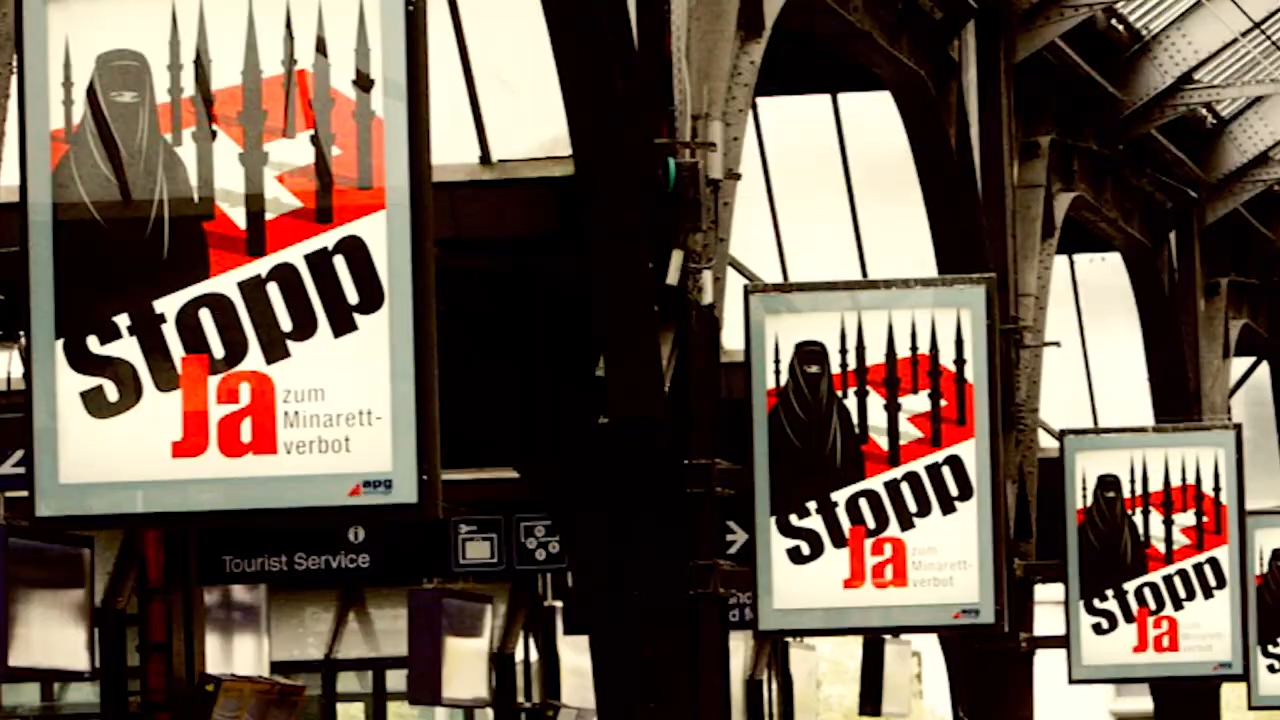 Stopp
Ja
zum
Minarett-
verbot
apg
Tourist Service
Stopp
Ja
zum
Minarett-
verbot
apg
Stopp
Ja